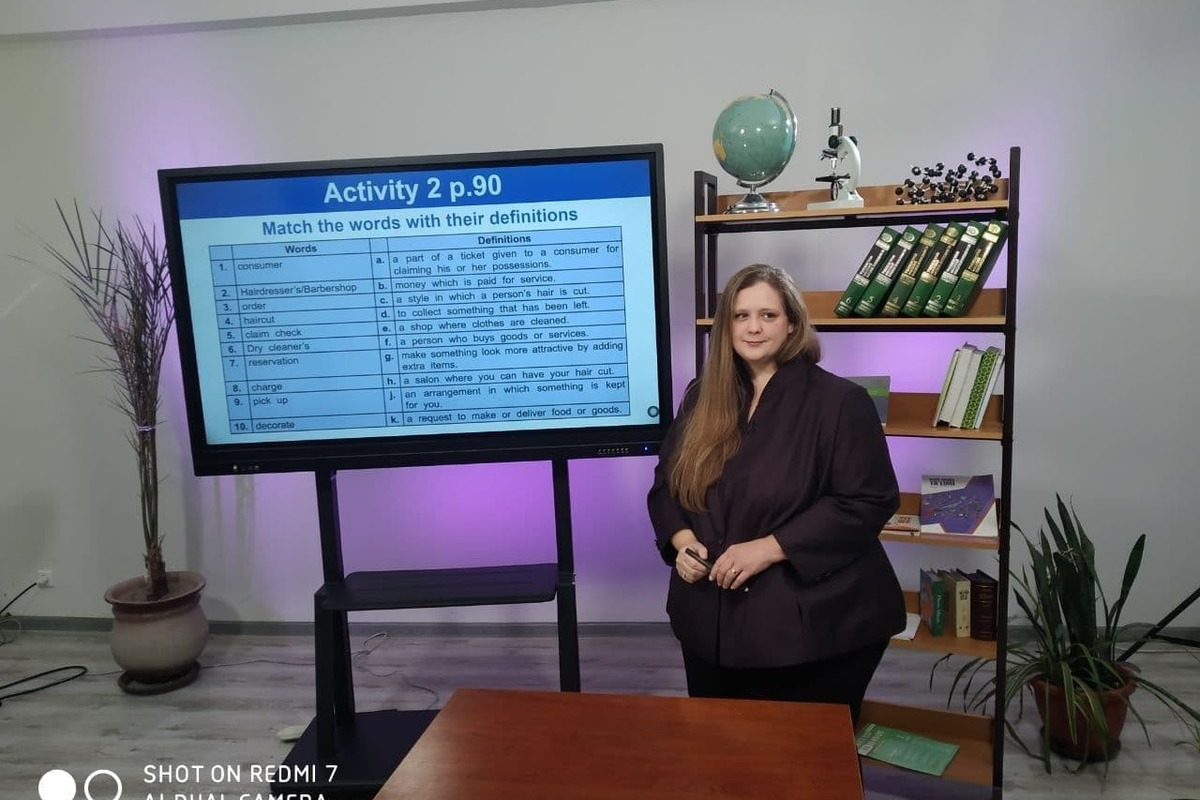 Activity 2 p.90
Match the words with their definitions
Words Definitions
1. consumer a. a part of a ticket given to a consumer for
claiming his or her possessions.
2. Hairdresser's/Barbershop b. money which is paid for service.
3. order c. a style in which a person's hair is cut.
4. haircut d. to collect something that has been left.
5. claim check e. a shop where clothes are cleaned.
6. Dry cleaner's f. a person who buys goods or services.
7. reservation g. make something look more attractive by adding
extra items.
8. charge h. a salon where you can have your hair cut.
9. pick up j. an arrangement in which something is kept
for you.
10. decorate k. a request to make or deliver food or goods.
6 5 2 1
SHOT ON REDMI 7
AI DUAL CAMERA